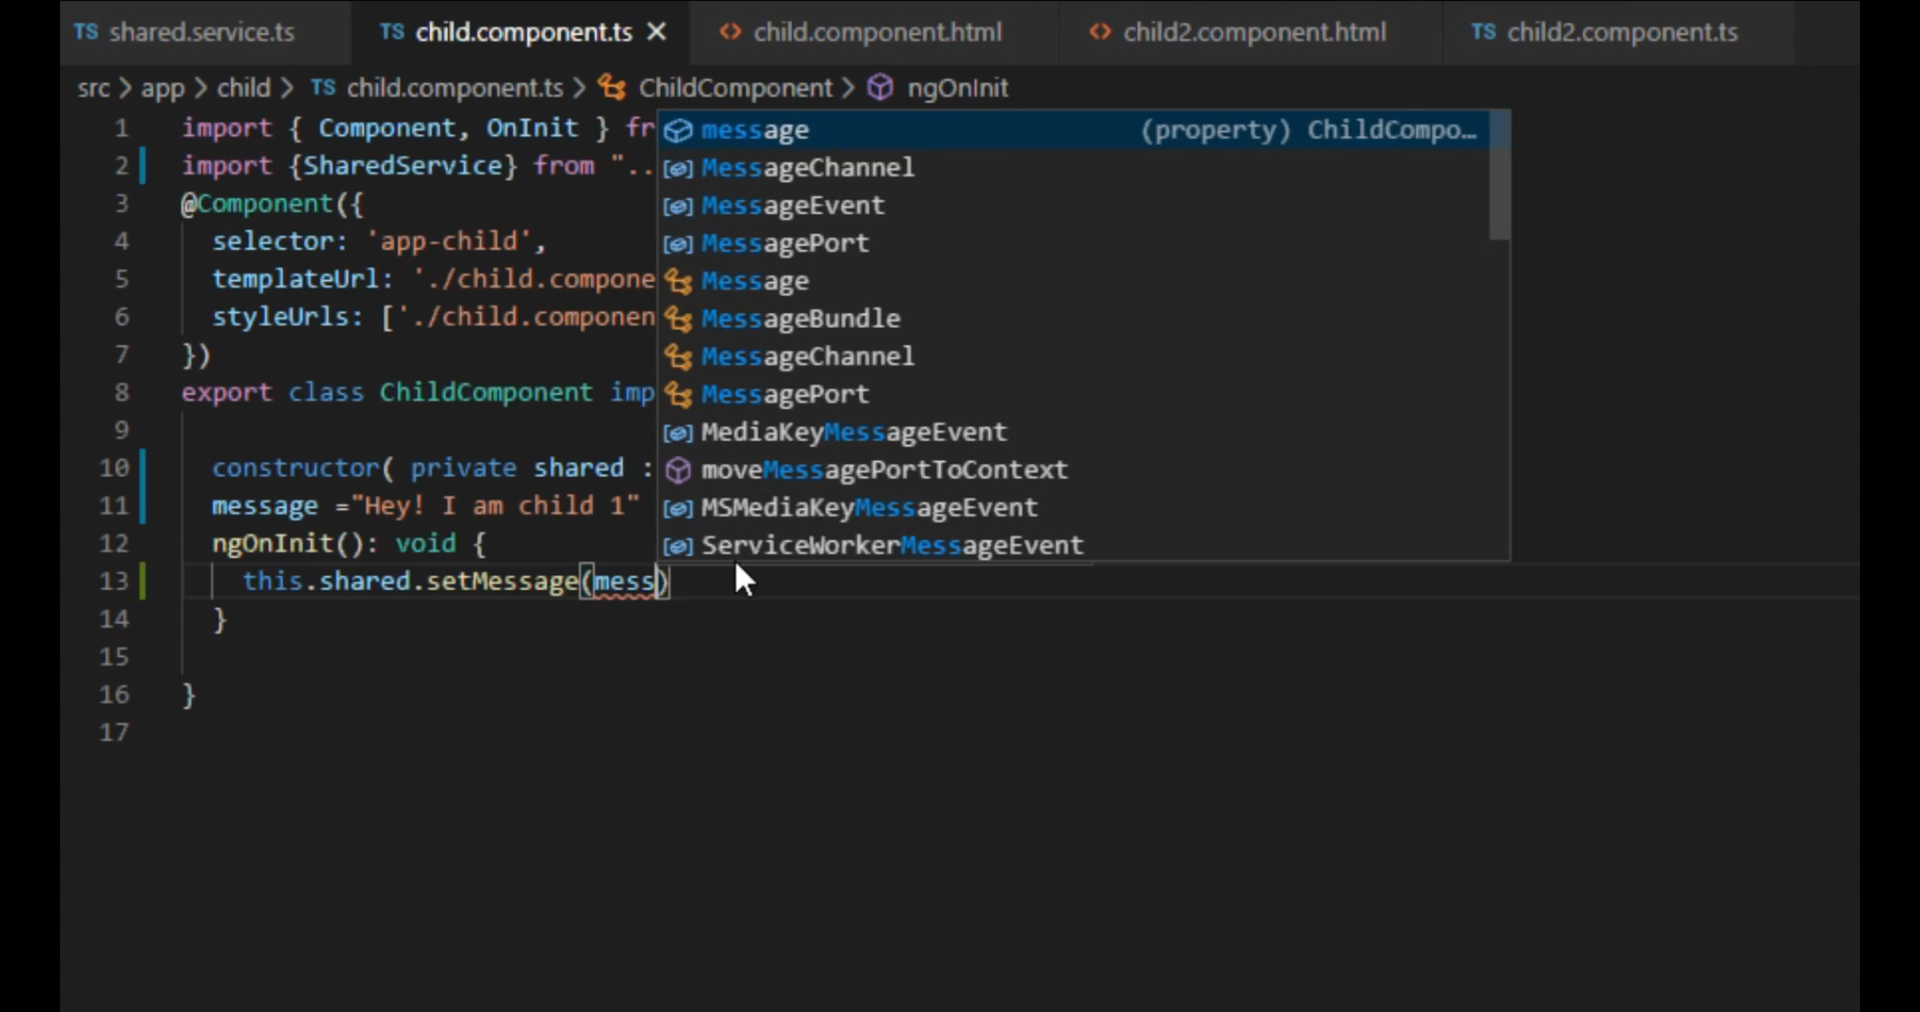 TS shared.service.ts TS child.component.ts <> child.component.html <> child2.component.html TS child2.component.ts
src > app > child > TS child.component.ts > ChildComponent > ngOnInit
1 import { Component, OnInit } fr
2 import {SharedService} from "..
3 @Component({
4 selector: 'app-child',
5 templateUrl: './child.compone
6 styleUrls: ['./child.componen
7 })
8 export class ChildComponent imp
9
10 constructor( private shared :
11 message ="Hey! I am child 1"
12 ngOnInit(): void {
13 this.shared.setMessage(mess)
14 }
15
16 }
17
message (property) ChildCompo…
MessageChannel
MessageEvent
MessagePort
Message
MessageBundle
MessageChannel
MessagePort
MediaKeyMessageEvent
moveMessagePortToContext
MSMediaKeyMessageEvent
ServiceWorkerMessageEvent